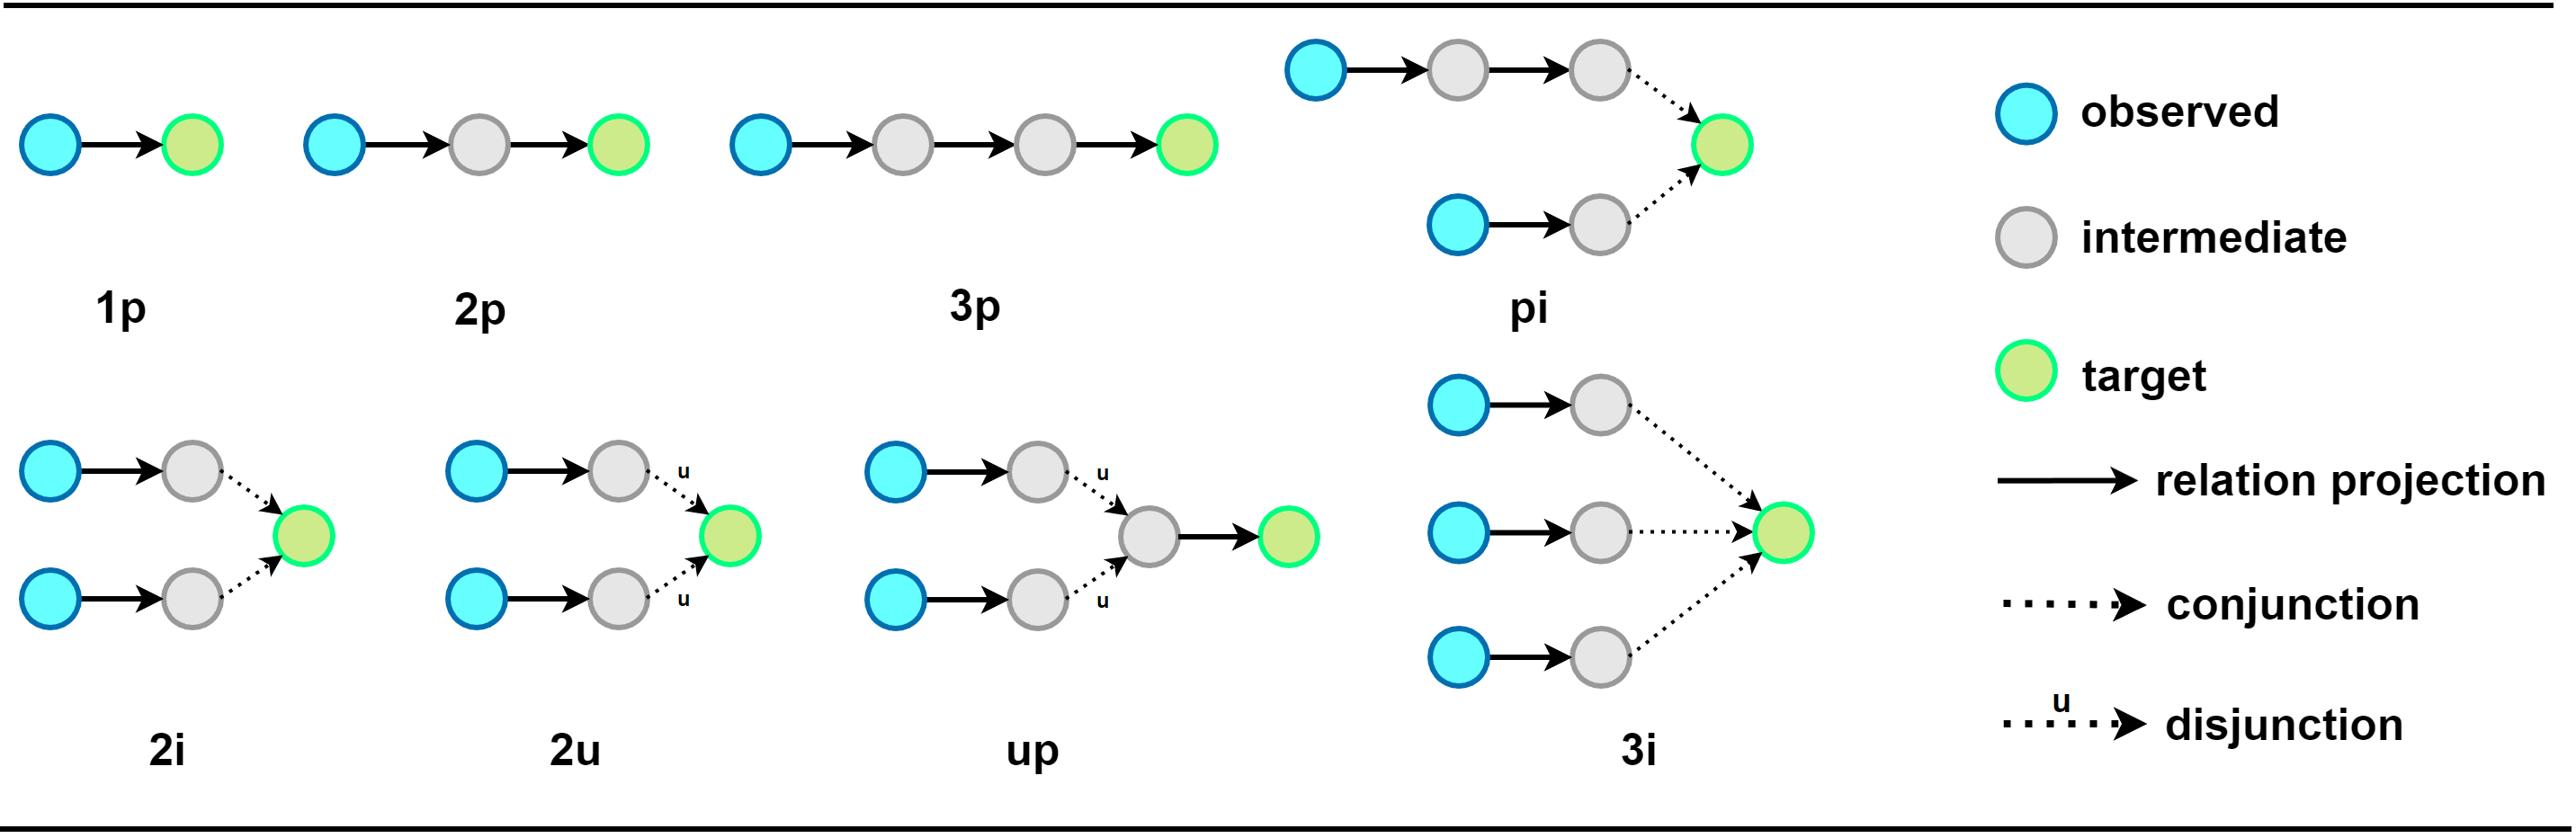 1p
2p
3p
pi
2i
u
u
2u
u
u
up
3i
observed
intermediate
target
relation projection
conjunction
u
disjunction